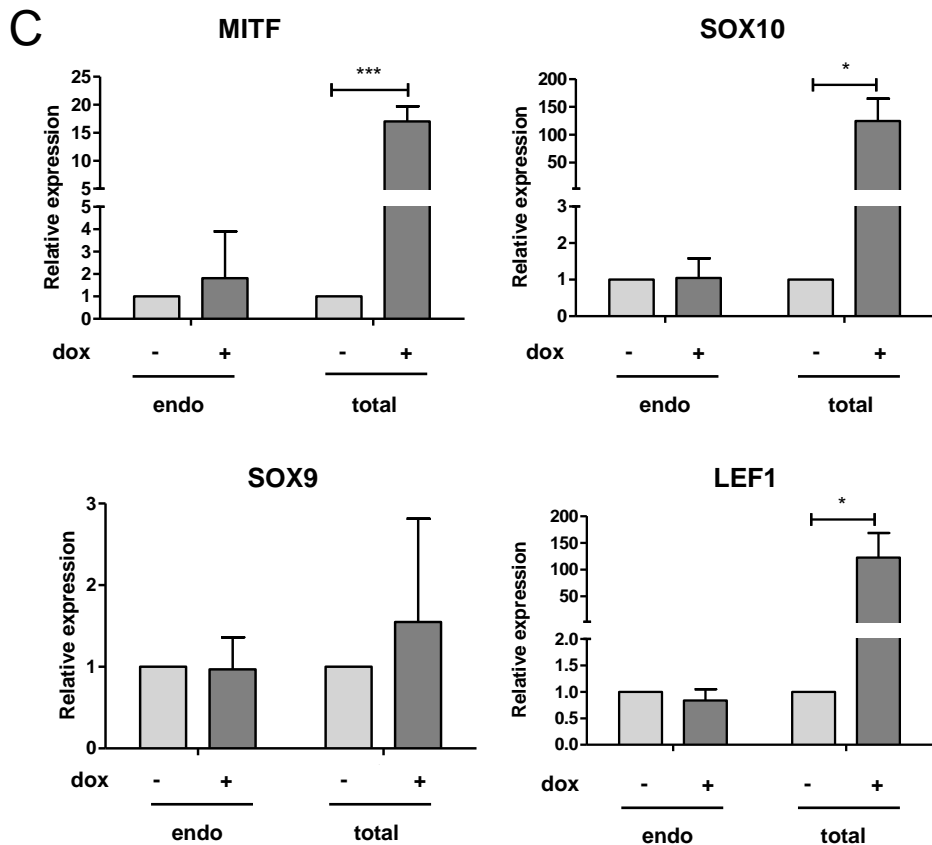 C
MITF
Relative expression
25
20
15
10
5
5
4
3
2
1
0
***
dox - + - +
endo total
SOX10
Relative expression
200
150
100
50
3
2
1
0
*
dox - + - +
endo total
SOX9
Relative expression
3
2
1
0
dox - + - +
endo total
LEF1
Relative expression
200
150
100
50
2.0
1.5
1.0
0.5
0.0
*
dox - + - +
endo total